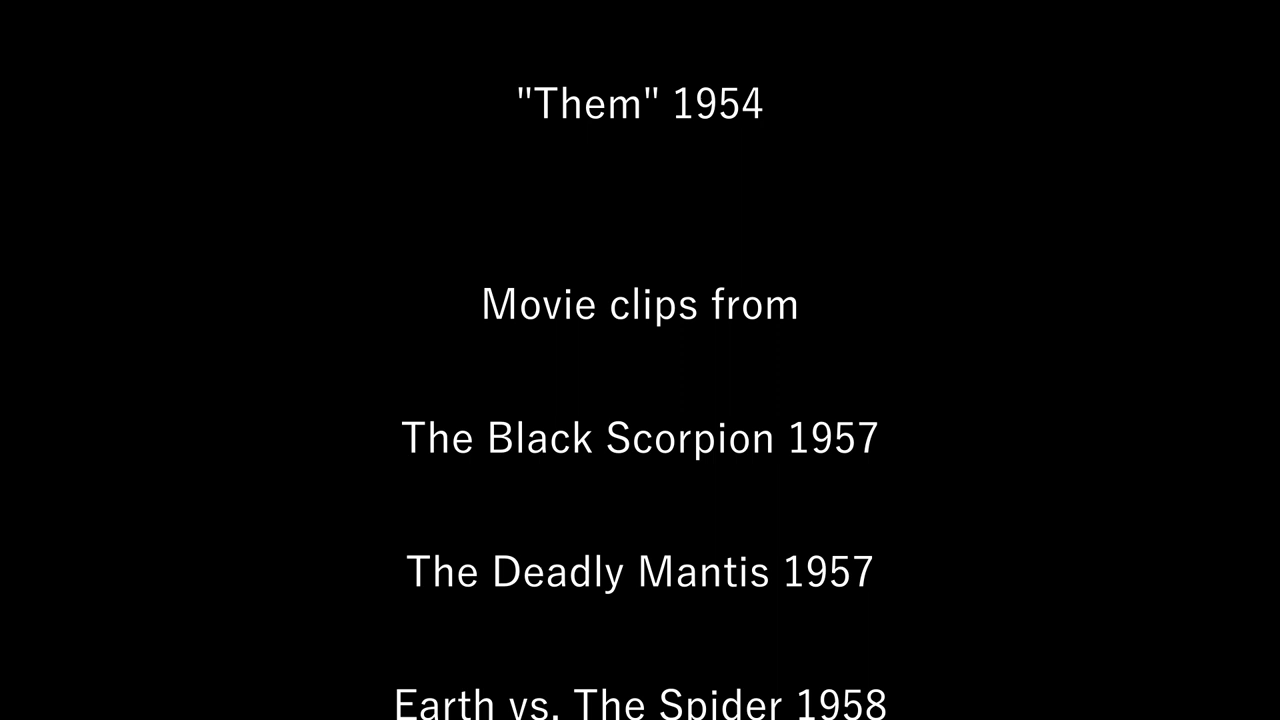 "Them" 1954
Movie clips from
The Black Scorpion 1957
The Deadly Mantis 1957
Earth vs. The Spider 1958